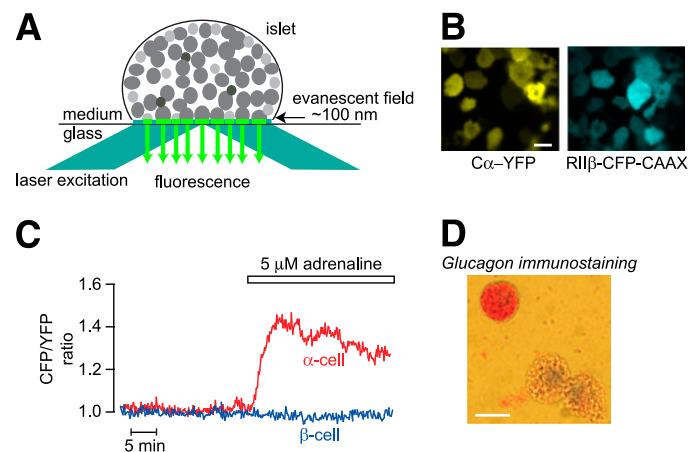 A
islet
medium
glass
evanescent field
~100 nm
laser excitation
fluorescence
B
Cα–YFP
RIIβ-CFP-CAAX
C
5 µM adrenaline
1.6
1.4
1.2
1.0
CFP/YFP
ratio
α-cell
β-cell
5 min
D
Glucagon immunostaining